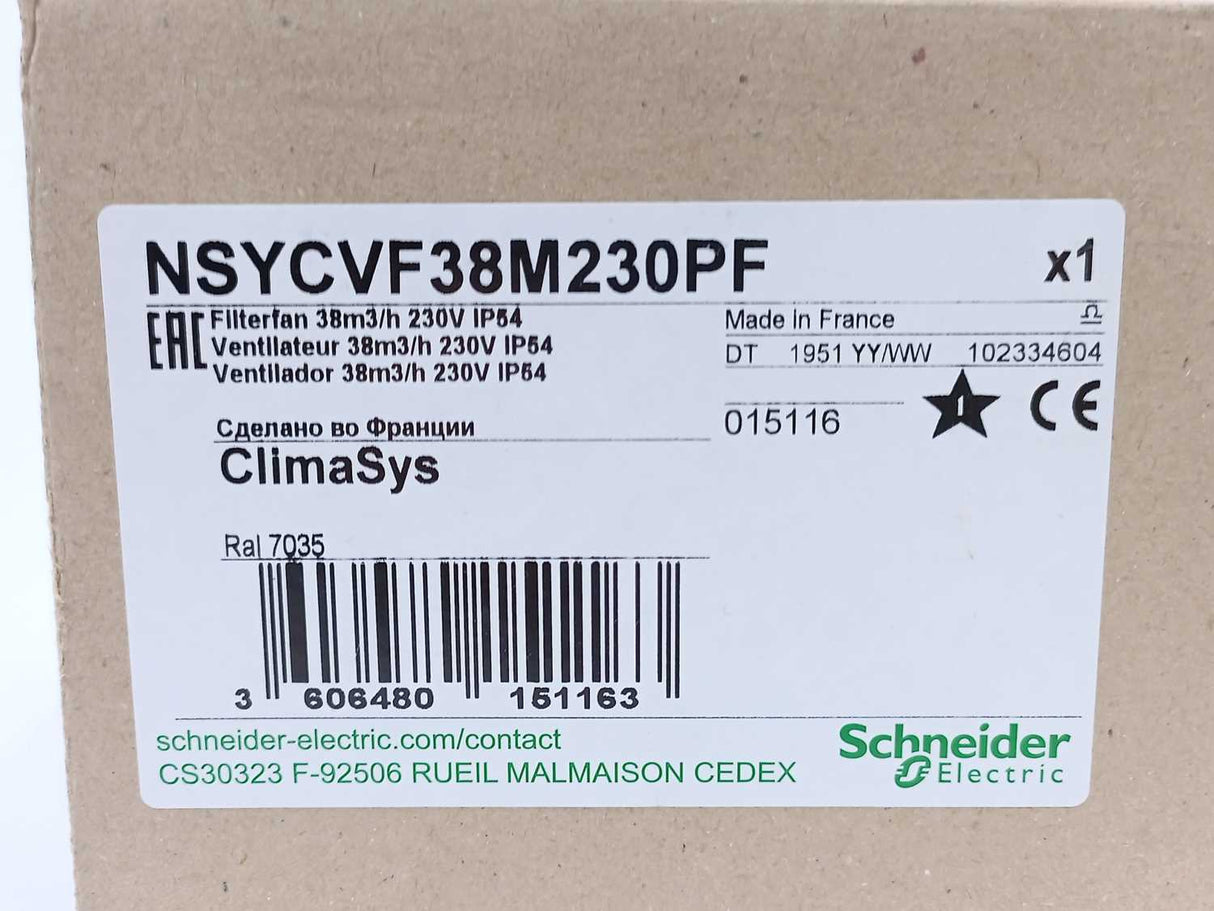 NSYCVF38M230PF x1
EAC Filterfan 38m3/h 230V IP54
Ventilateur 38m3/h 230V IP54
Ventilador 38m3/h 230V IP54
Made in France
DT 1951 YY/WW 102334604
015116 1 CE
Сделано во Франции
ClimaSys
Ral 7035
3 606480 151163
schneider-electric.com/contact
CS30323 F-92506 RUEIL MALMAISON CEDEX
Schneider
Electric